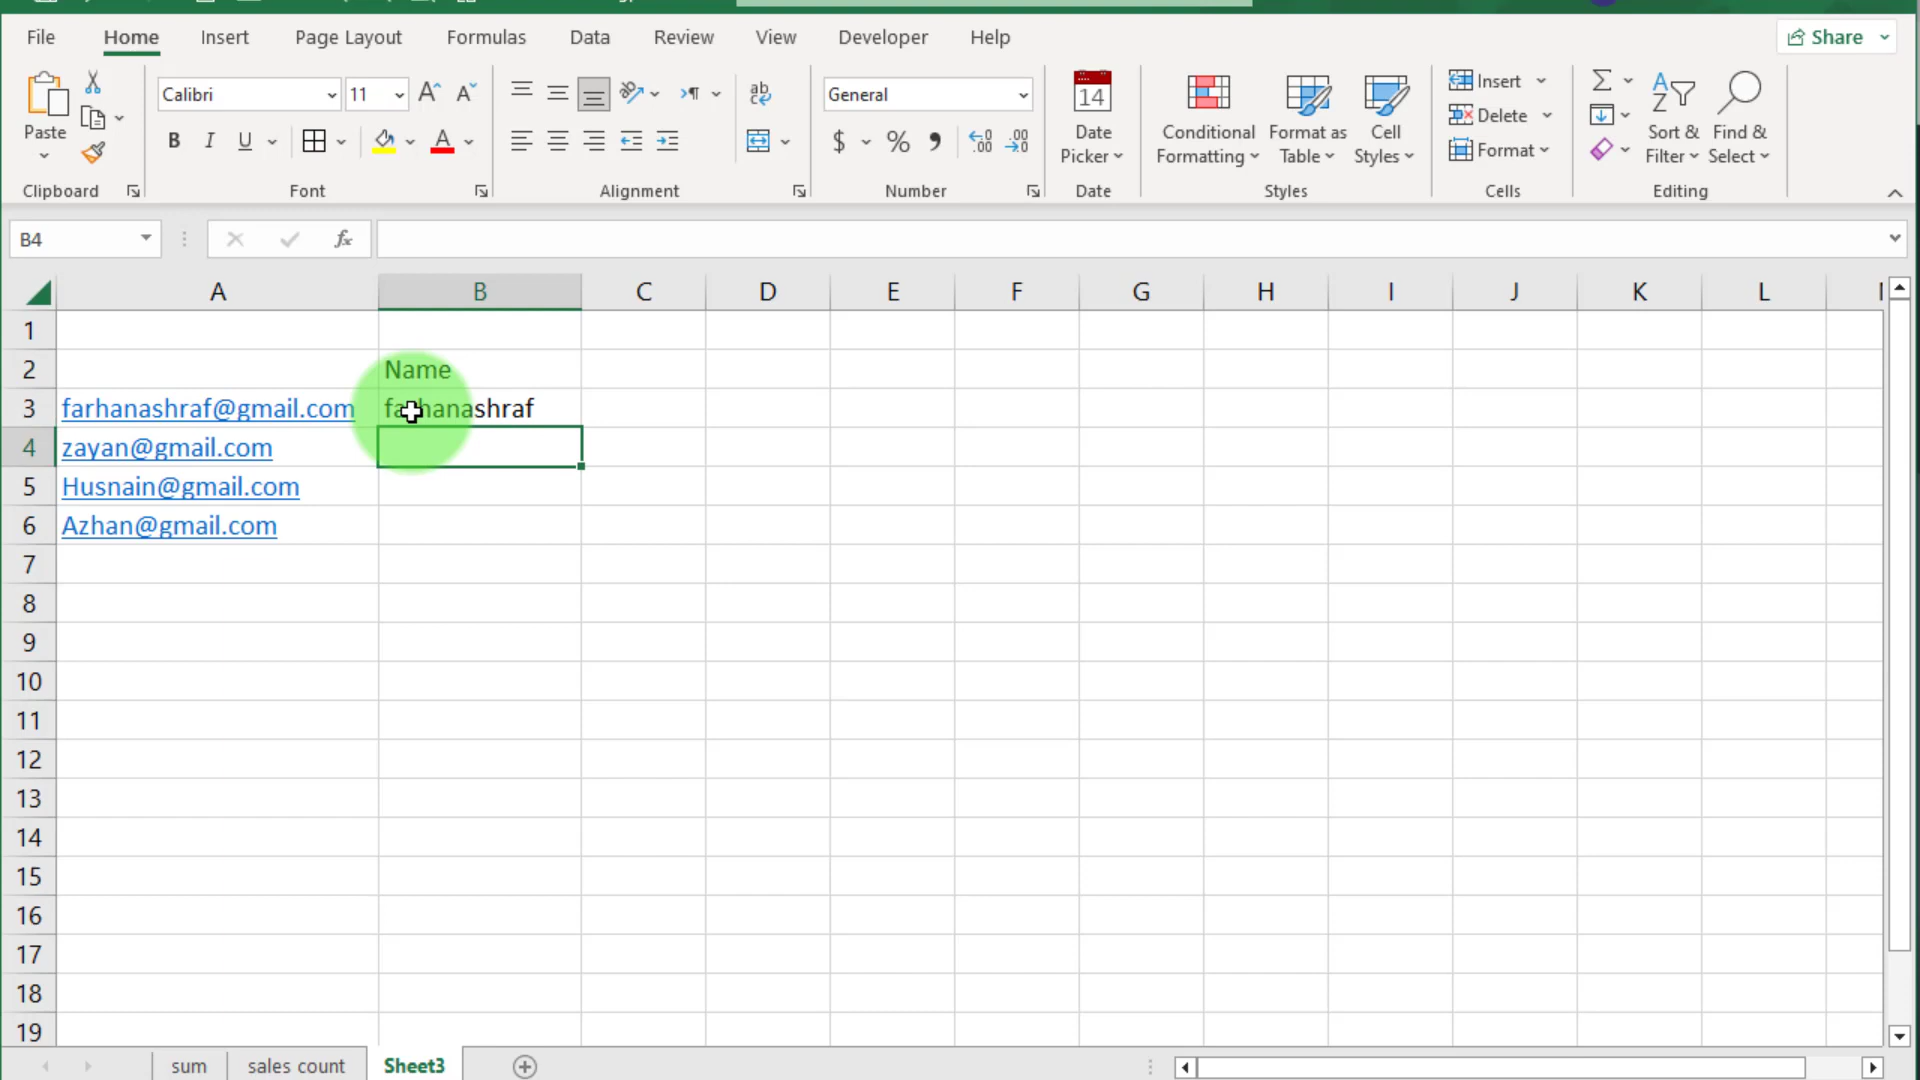 File Home Insert Page Layout Formulas Data Review View Developer Help Share
Calibri 11 General
14
Paste
B I U
$ % 
Date Picker
Conditional Formatting
Format as Table
Cell Styles
Insert
Delete
Format
Sort & Filter
Find & Select
Clipboard Font Alignment Number Date Styles Cells Editing
B4 fx
A B C D E F G H I J K L
1
2 Name
3 farhanashraf@gmail.com farhanashraf
4 zayan@gmail.com
5 Husnain@gmail.com
6 Azhan@gmail.com
7
8
9
10
11
12
13
14
15
16
17
18
19
sum sales count Sheet3